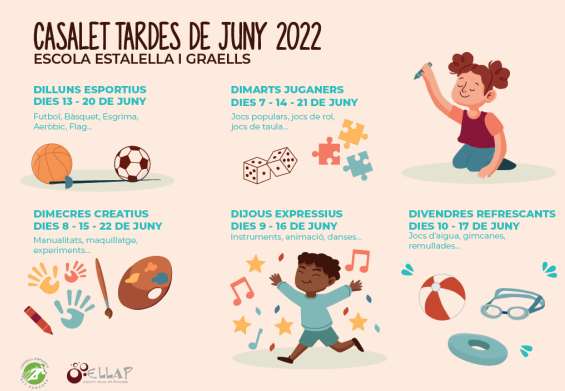 CASALET TARDES DE JUNY 2022
ESCOLA ESTALELLA I GRAELLS
DILLUNS ESPORTIUS
DIES 13 - 20 DE JUNY
Futbol, Bàsquet, Esgrima,
Aeròbic, Flag...
DIMARTS JUGANERS
DIES 7 - 14 - 21 DE JUNY
Jocs populars, jocs de rol,
jocs de taula...
DIMECRES CREATIUS
DIES 8 - 15 - 22 DE JUNY
Manualitats, maquillatge,
experiments...
DIJOUS EXPRESSIUS
DIES 9 - 16 DE JUNY
Instruments, animació, danses...
DIVENDRES REFRESCANTS
DIES 10 - 17 DE JUNY
Jocs d'aigua, gimcanes,
remullades...
ELLAP